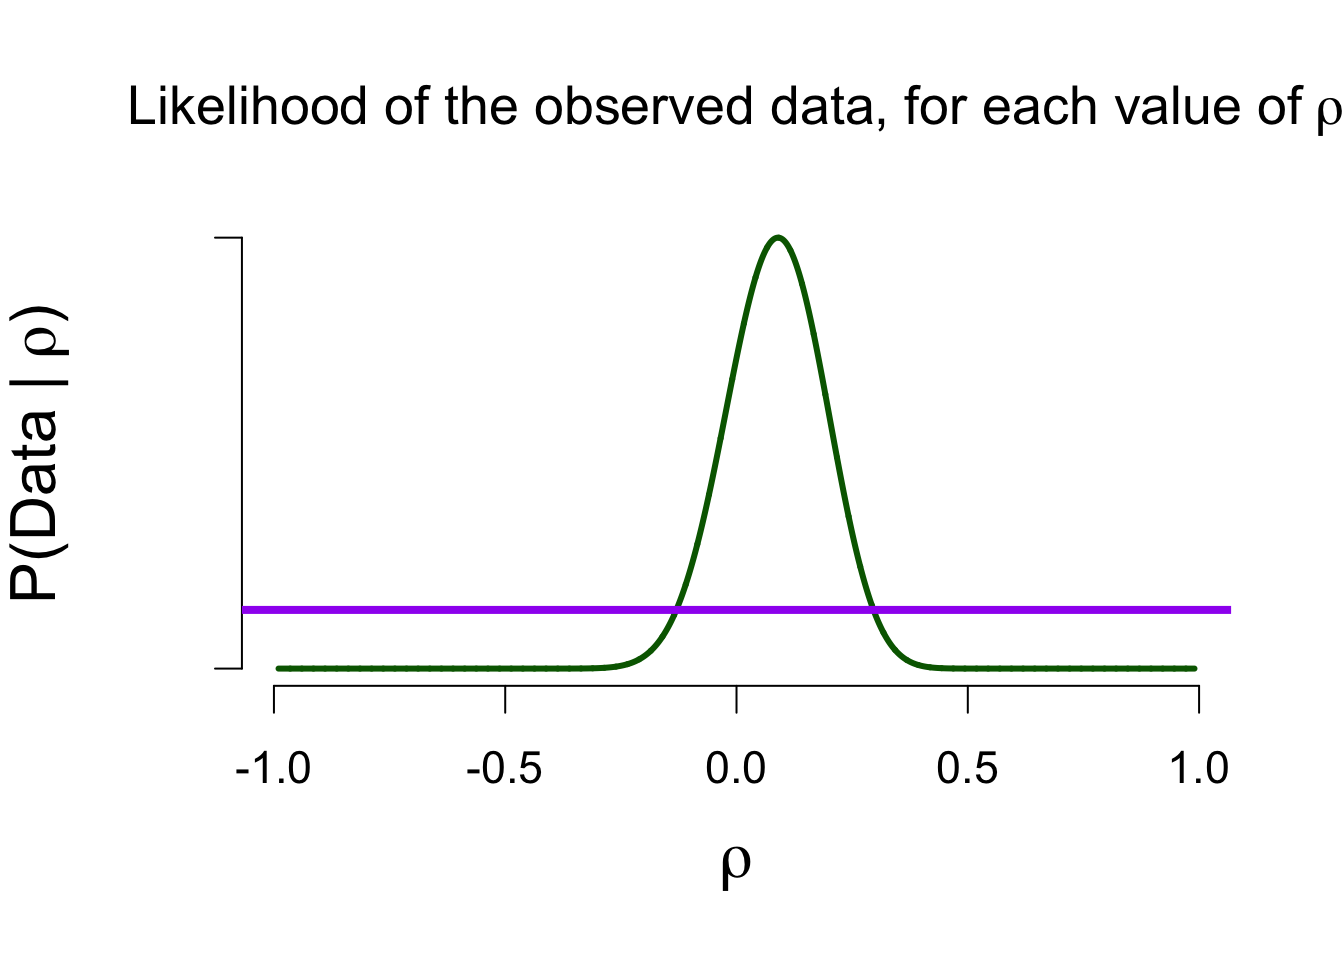 Likelihood of the observed data, for each value of ρ
P(Data | ρ)
-1.0 -0.5 0.0 0.5 1.0
ρ